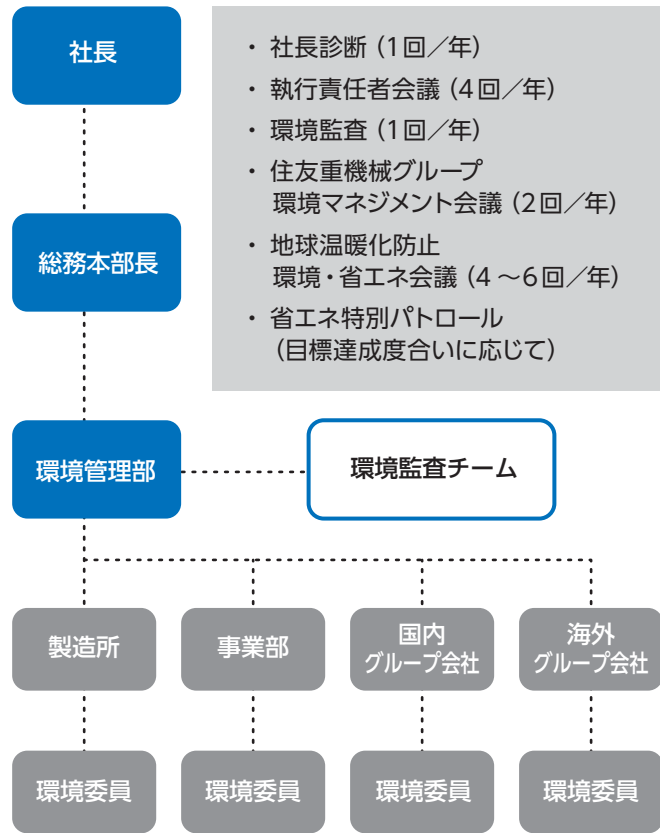 社長
・ 社長診断（1回／年）
・ 執行責任者会議（4回／年）
・ 環境監査（1回／年）
・ 住友重機械グループ
環境マネジメント会議（2回／年）
・ 地球温暖化防止
環境・省エネ会議（4～6回／年）
・ 省エネ特別パトロール
（目標達成度合いに応じて）
総務本部長
環境管理部
環境監査チーム
製造所
事業部
国内
グループ会社
海外
グループ会社
環境委員
環境委員
環境委員
環境委員